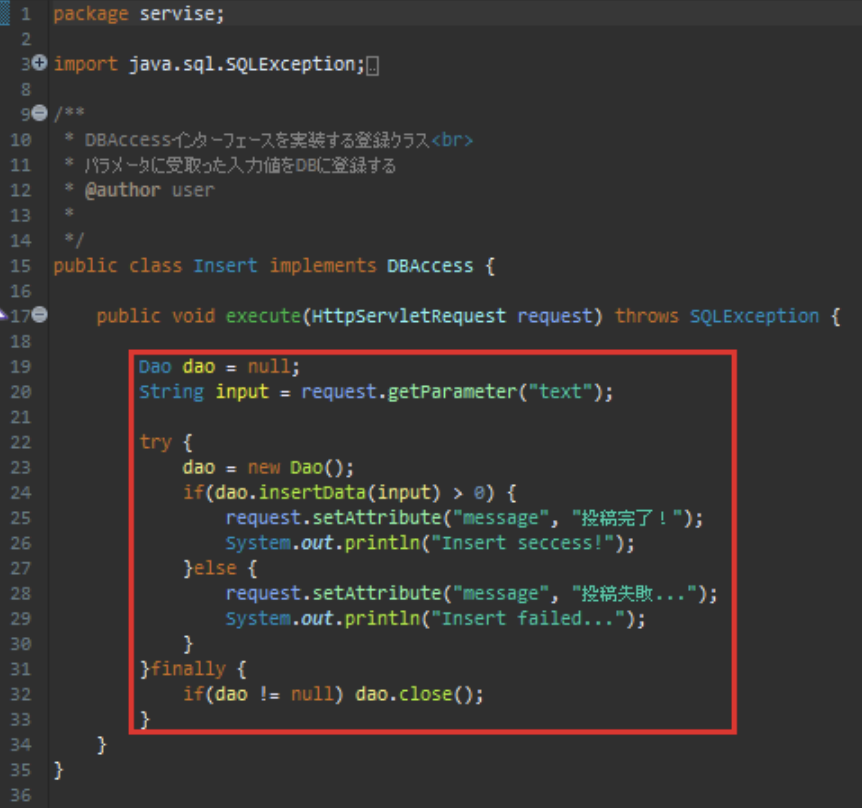 1 package servise;
2
3 import java.sql.SQLException;
8
9 /**
10 * DBAccessインターフェースを実装する登録クラス<br>
11 * パラメータに受取った入力値をDBに登録する
12 * @author user
13 *
14 */
15 public class Insert implements DBAccess {
16
17 public void execute(HttpServletRequest request) throws SQLException {
18
19 Dao dao = null;
20 String input = request.getParameter("text");
21
22 try {
23 dao = new Dao();
24 if(dao.insertData(input) > 0) {
25 request.setAttribute("message", "投稿完了！");
26 System.out.println("Insert seccess!");
27 }else {
28 request.setAttribute("message", "投稿失敗...");
29 System.out.println("Insert failed...");
30 }
31 }finally {
32 if(dao != null) dao.close();
33 }
34 }
35 }
36